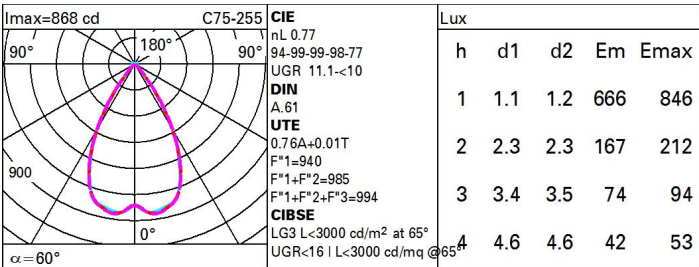 Imax=868 cd C75-255
90° 180° 90°
900
0°
α=60°
CIE
nL 0.77
94-99-99-98-77
UGR 11.1-<10
DIN
A.61
UTE
0.76A+0.01T
F"1=940
F"1+F"2=985
F"1+F"2+F"3=994
CIBSE
LG3 L<3000 cd/m² at 65°
UGR<16 | L<3000 cd/mq @65°
Lux
h d1 d2 Em Emax
1 1.1 1.2 666 846
2 2.3 2.3 167 212
3 3.4 3.5 74 94
4 4.6 4.6 42 53